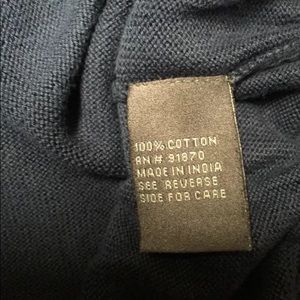 100% COTTON
RN# 91870
MADE IN INDIA
SEE REVERSE
SIDE FOR CARE